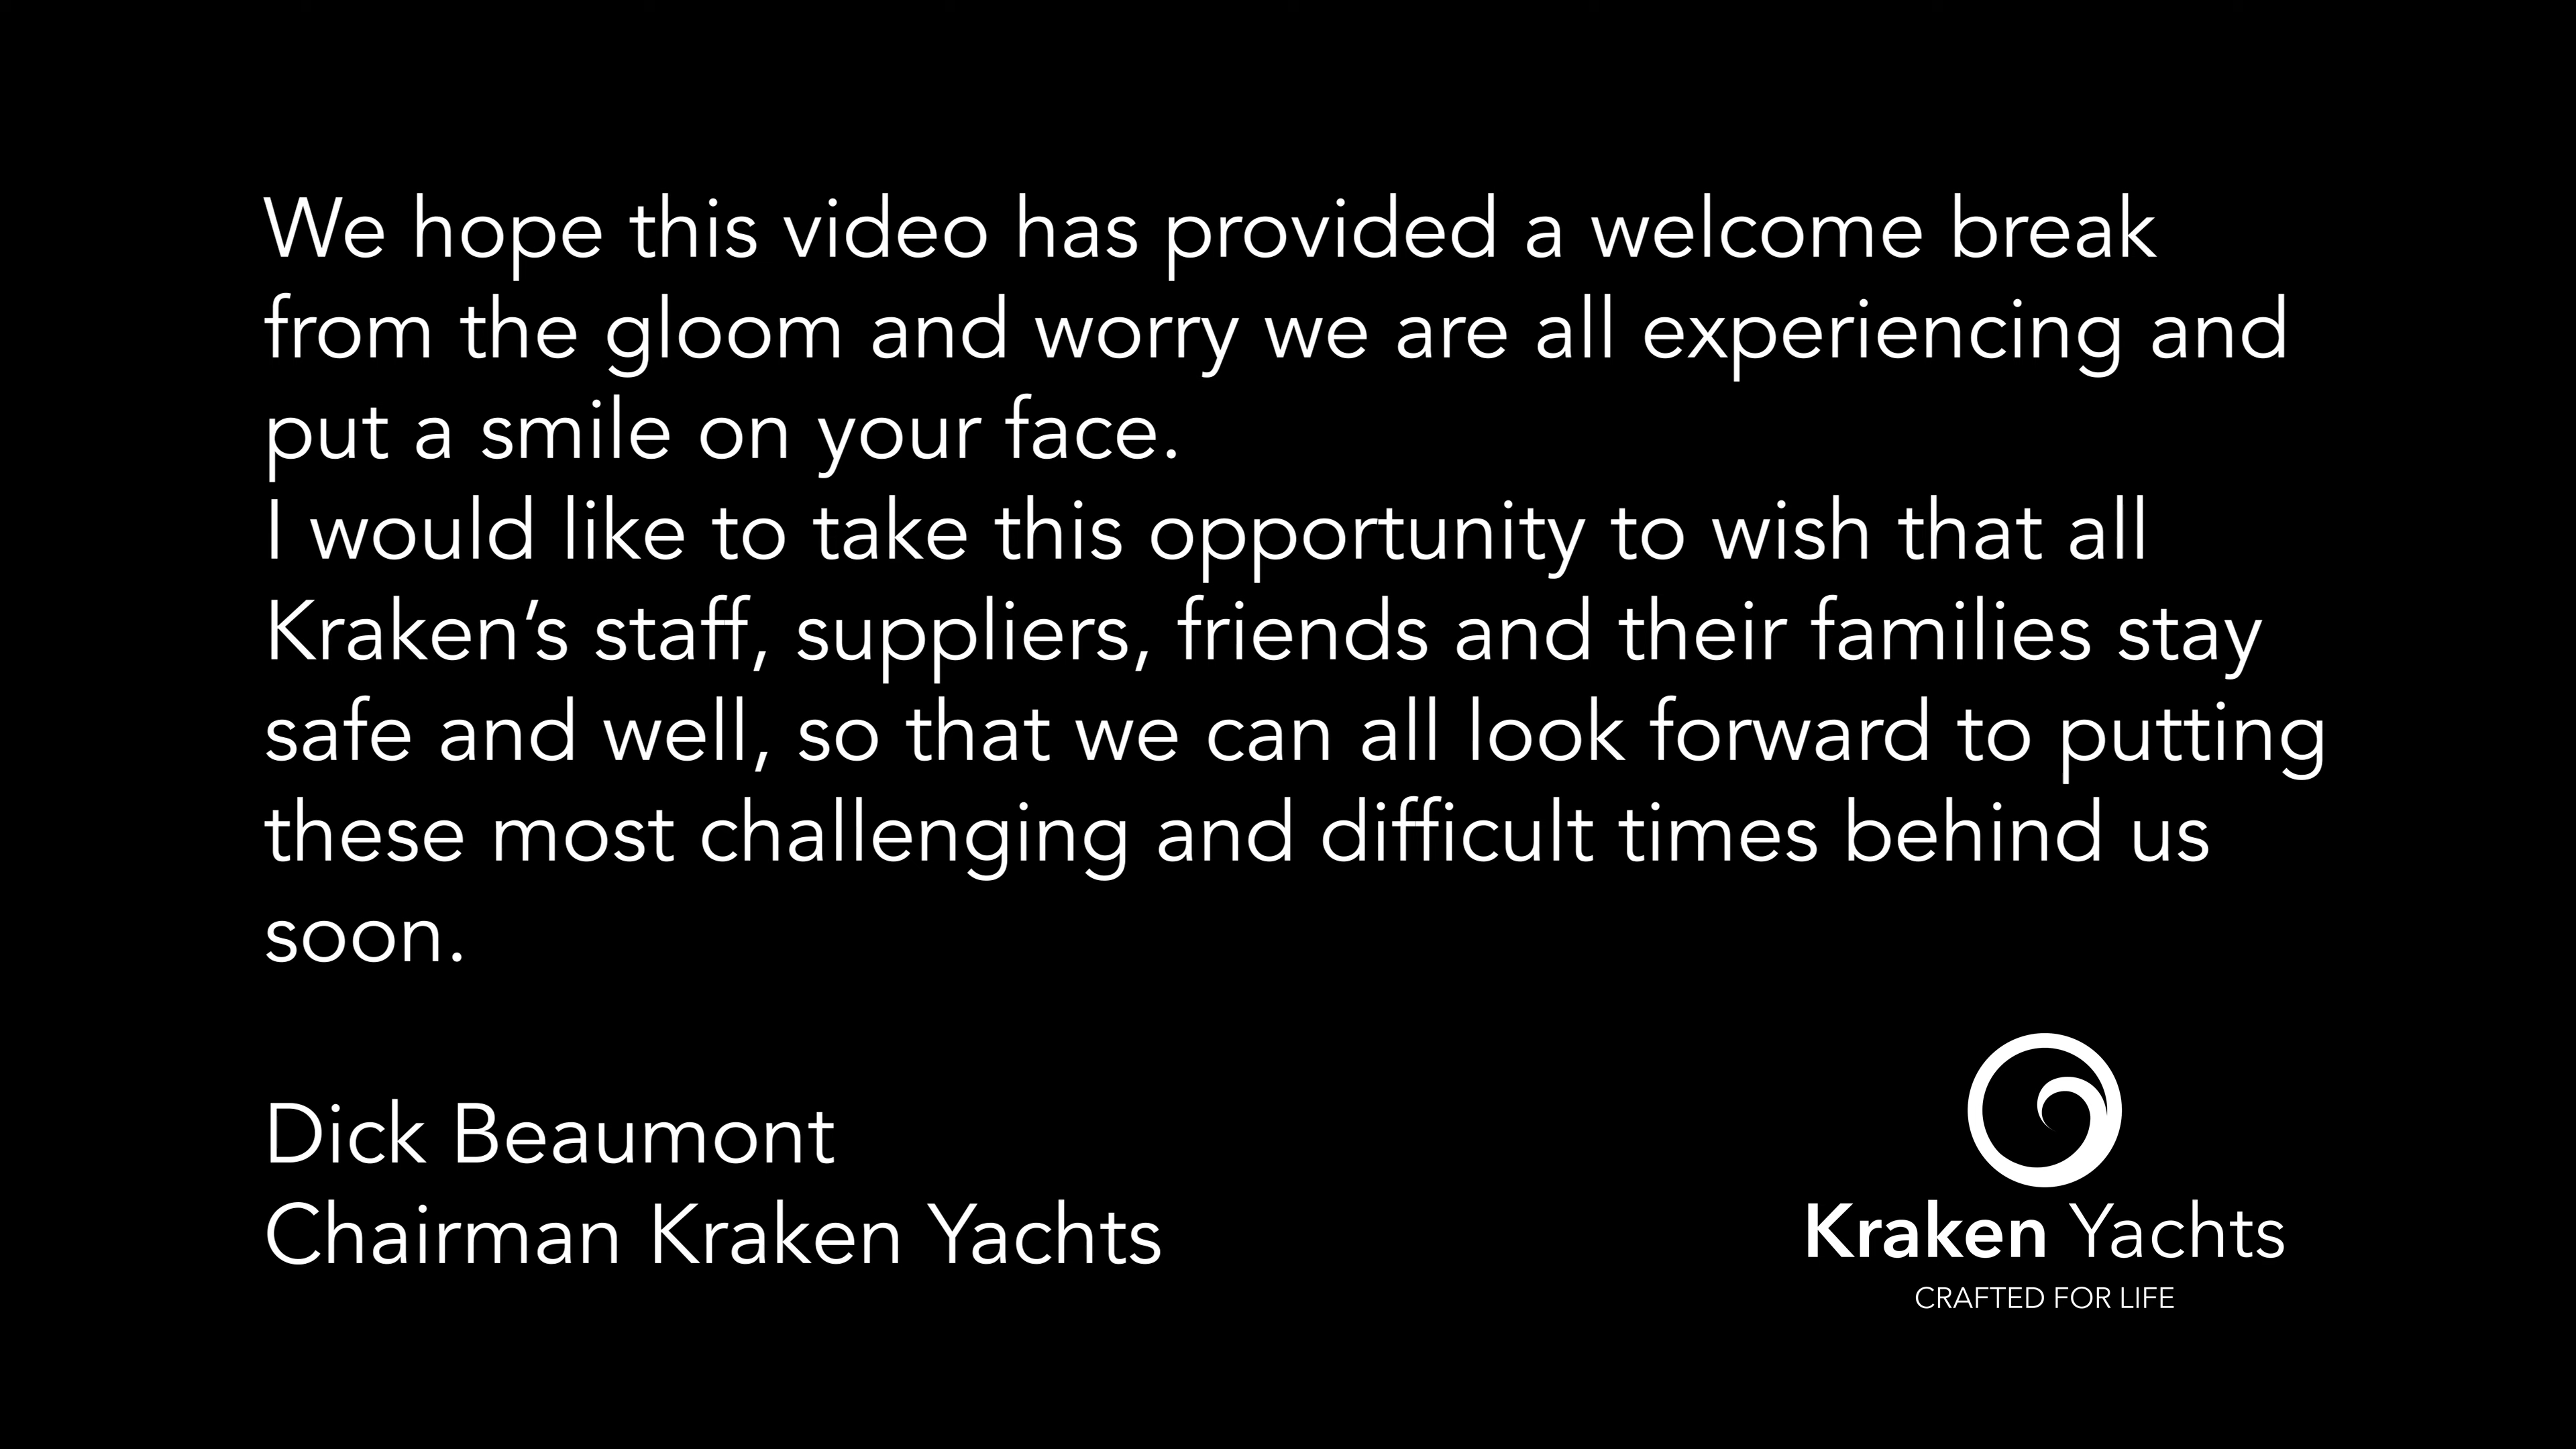 We hope this video has provided a welcome break
from the gloom and worry we are all experiencing and
put a smile on your face.
I would like to take this opportunity to wish that all
Kraken’s staff, suppliers, friends and their families stay
safe and well, so that we can all look forward to putting
these most challenging and difficult times behind us
soon.
Dick Beaumont
Chairman Kraken Yachts
Kraken Yachts
CRAFTED FOR LIFE